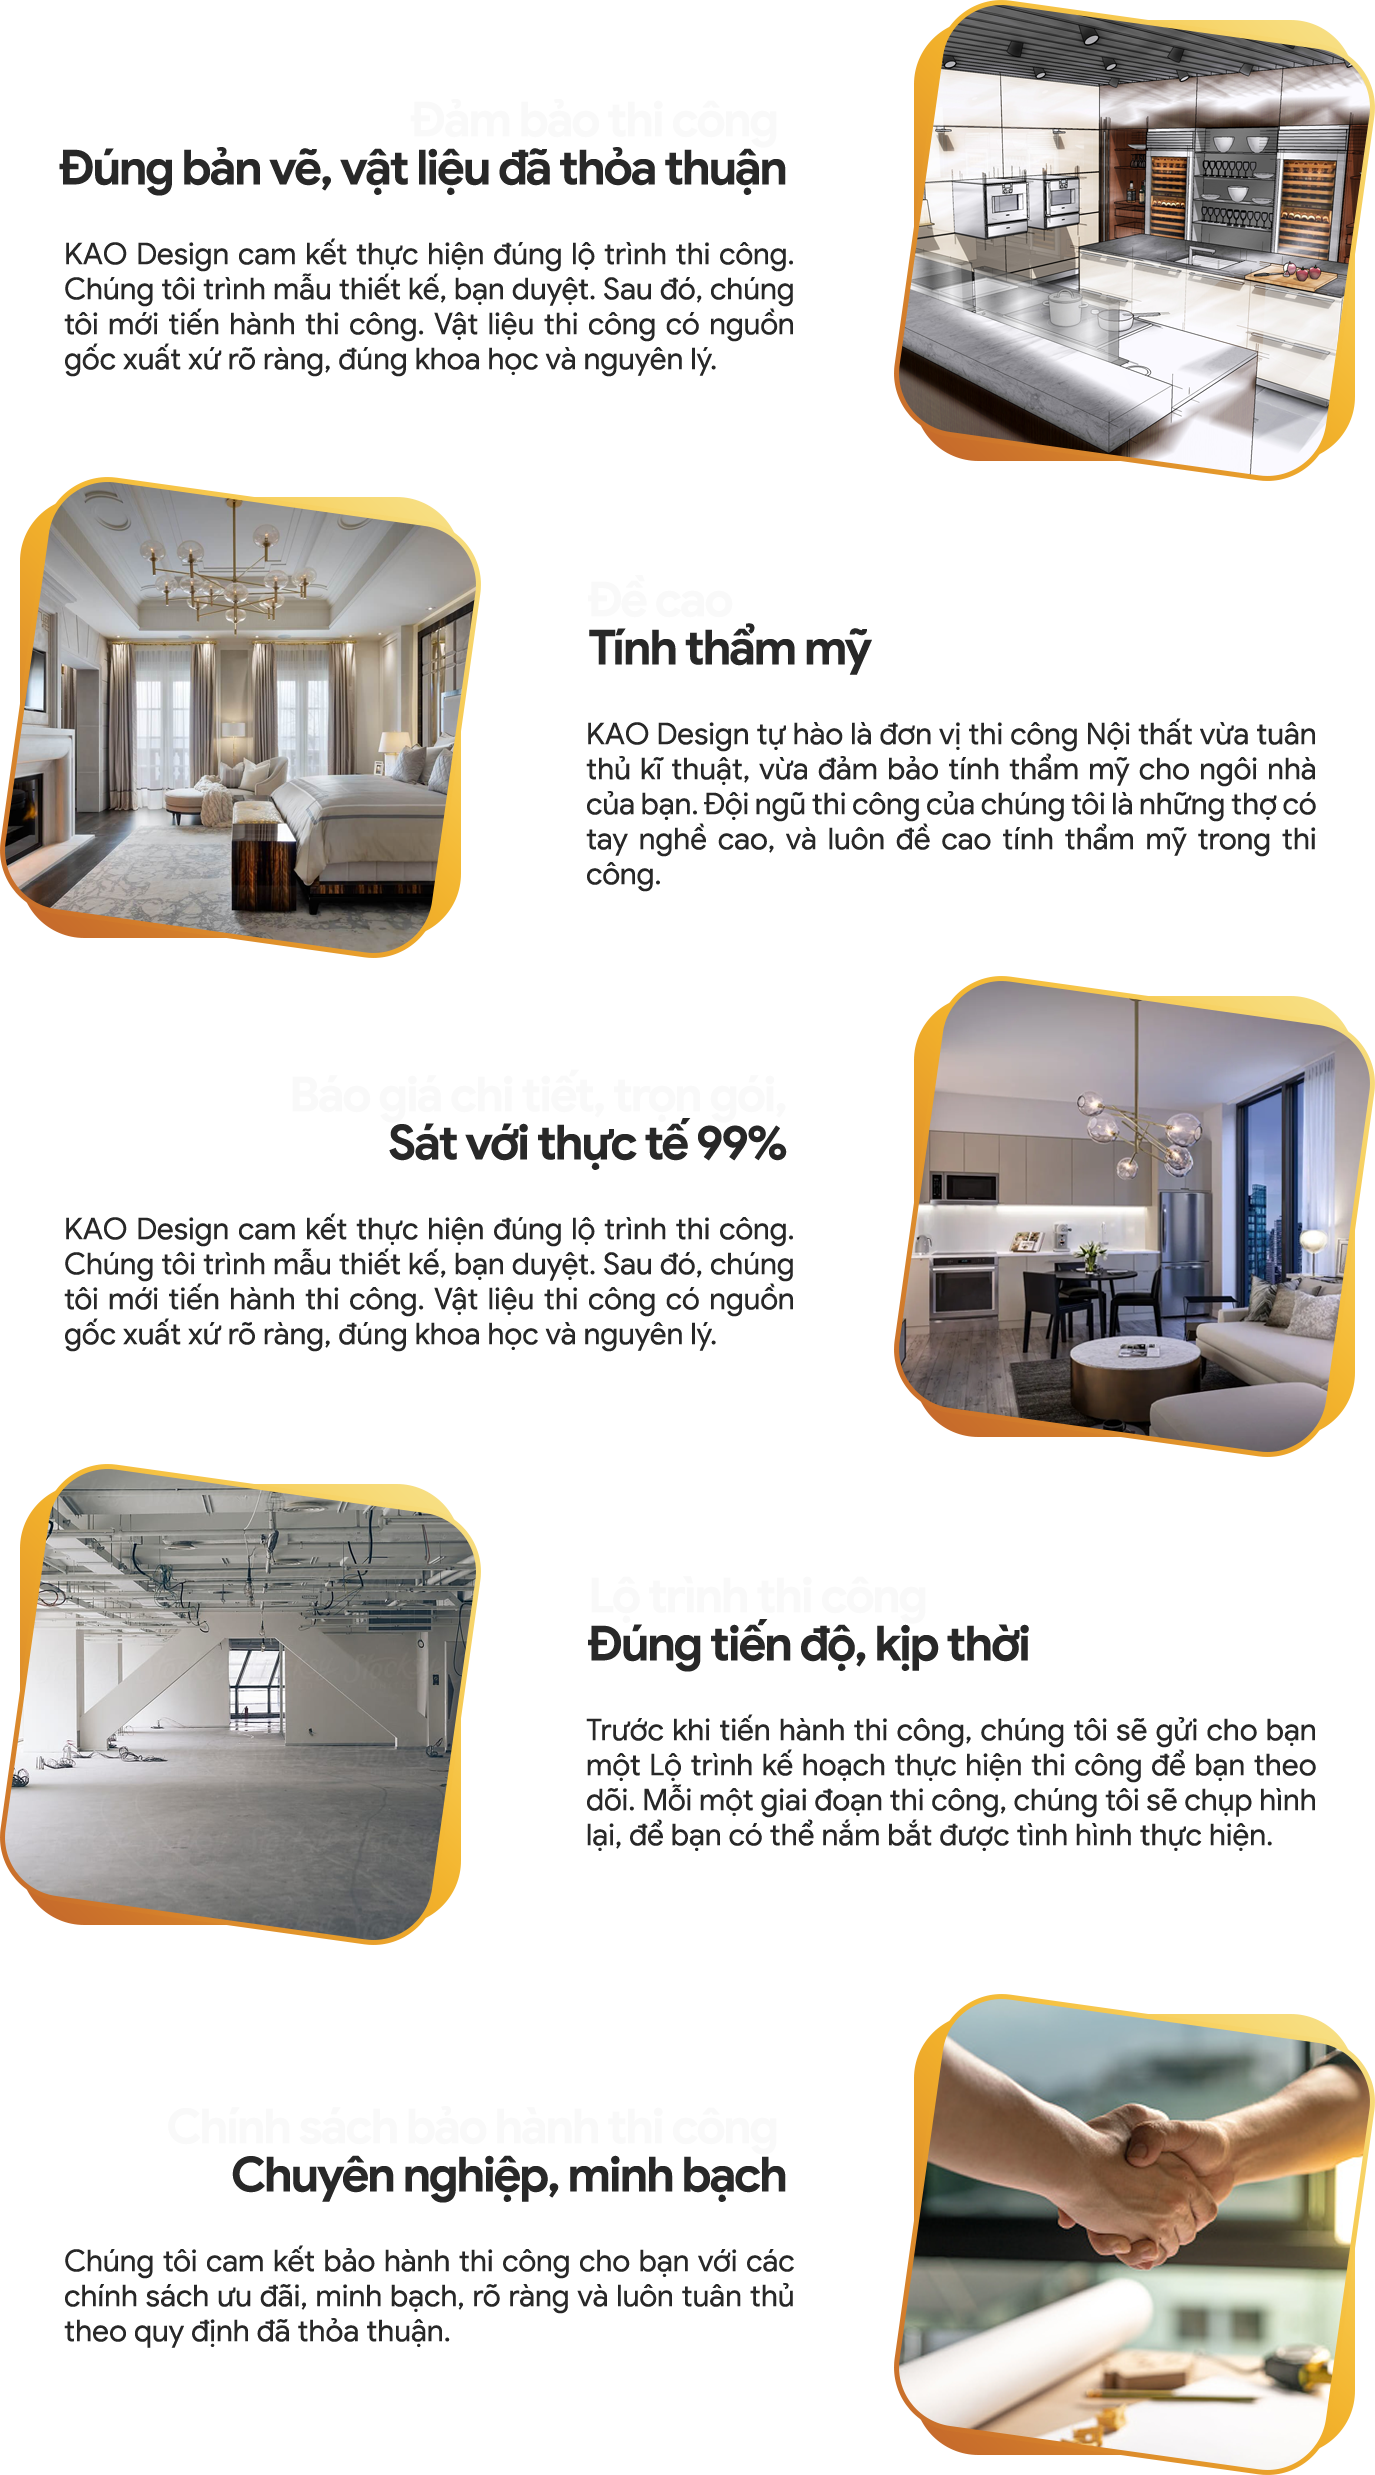 Đảm bảo thi công
Đúng bản vẽ, vật liệu đã thỏa thuận
KAO Design cam kết thực hiện đúng lộ trình thi công.
Chúng tôi trình mẫu thiết kế, bạn duyệt. Sau đó, chúng
tôi mới tiến hành thi công. Vật liệu thi công có nguồn
gốc xuất xứ rõ ràng, đúng khoa học và nguyên lý.
Đề cao
Tính thẩm mỹ
KAO Design tự hào là đơn vị thi công Nội thất vừa tuân
thủ kĩ thuật, vừa đảm bảo tính thẩm mỹ cho ngôi nhà
của bạn. Đội ngũ thi công của chúng tôi là những thợ có
tay nghề cao, và luôn đề cao tính thẩm mỹ trong thi
công.
Báo giá chi tiết, trọn gói,
Sát với thực tế 99%
KAO Design cam kết thực hiện đúng lộ trình thi công.
Chúng tôi trình mẫu thiết kế, bạn duyệt. Sau đó, chúng
tôi mới tiến hành thi công. Vật liệu thi công có nguồn
gốc xuất xứ rõ ràng, đúng khoa học và nguyên lý.
Lộ trình thi công
Đúng tiến độ, kịp thời
Trước khi tiến hành thi công, chúng tôi sẽ gửi cho bạn
một Lộ trình kế hoạch thực hiện thi công để bạn theo
dõi. Mỗi một giai đoạn thi công, chúng tôi sẽ chụp hình
lại, để bạn có thể nắm bắt được tình hình thực hiện.
Chính sách bảo hành thi công
Chuyên nghiệp, minh bạch
Chúng tôi cam kết bảo hành thi công cho bạn với các
chính sách ưu đãi, minh bạch, rõ ràng và luôn tuân thủ
theo quy định đã thỏa thuận.